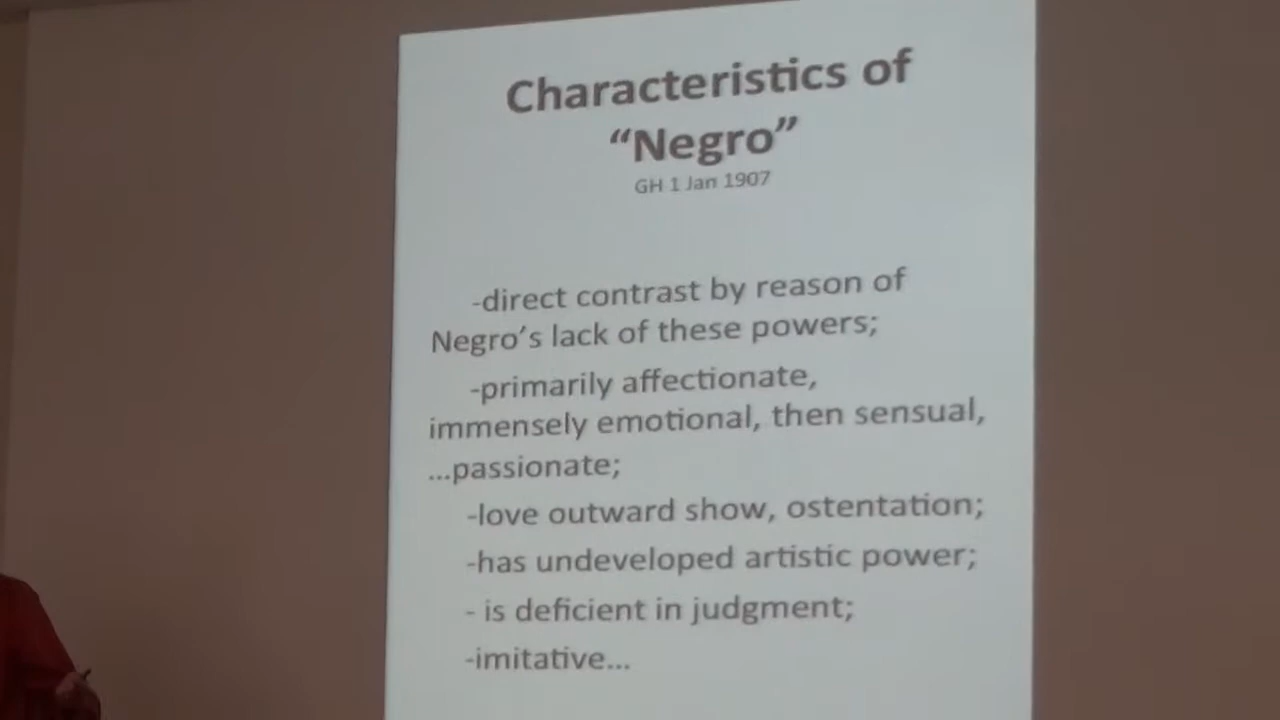 Characteristics of
“Negro”
GH 1 Jan 1907
-direct contrast by reason of
Negro’s lack of these powers;
-primarily affectionate,
immensely emotional, then sensual,
...passionate;
-love outward show, ostentation;
-has undeveloped artistic power;
- is deficient in judgment;
-imitative...